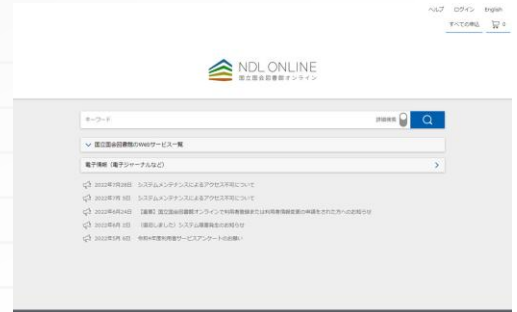 ヘルプ ログイン English
すべての申込 0
NDL ONLINE
国立国会図書館オンライン
キーワード 詳細検索
国立国会図書館のWebサービス一覧
電子情報（電子ジャーナルなど）
2022年7月28日 システムメンテナンスによるアクセス不可について
2022年7月 5日 システムメンテナンスによるアクセス不可について
2022年6月24日 【重要】国立国会図書館オンラインで利用者登録または利用者情報変更の申請をされた方へのお知らせ
2022年6月 2日 （復旧しました）システム障害発生のお知らせ
2022年5月 6日 令和4年度利用者サービスアンケートのお願い